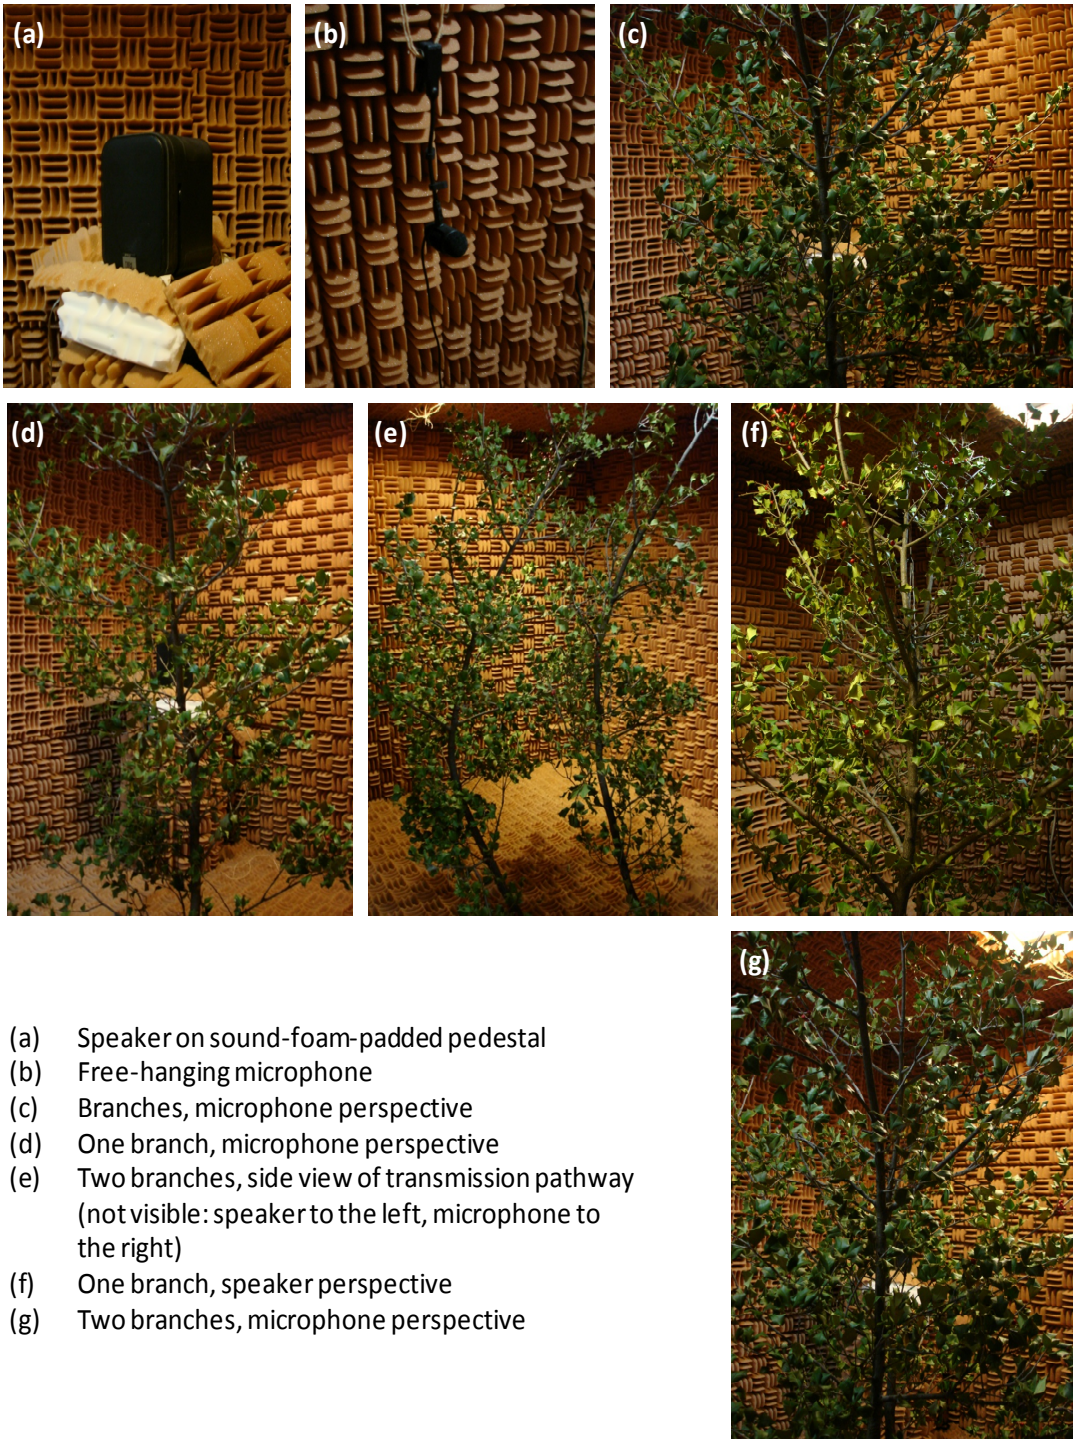 (a)
(b)
(c)
(d)
(e)
(f)
(g)
(a) Speaker on sound-foam-padded pedestal
(b) Free-hanging microphone
(c) Branches, microphone perspective
(d) One branch, microphone perspective
(e) Two branches, side view of transmission pathway
(not visible: speaker to the left, microphone to
the right)
(f) One branch, speaker perspective
(g) Two branches, microphone perspective